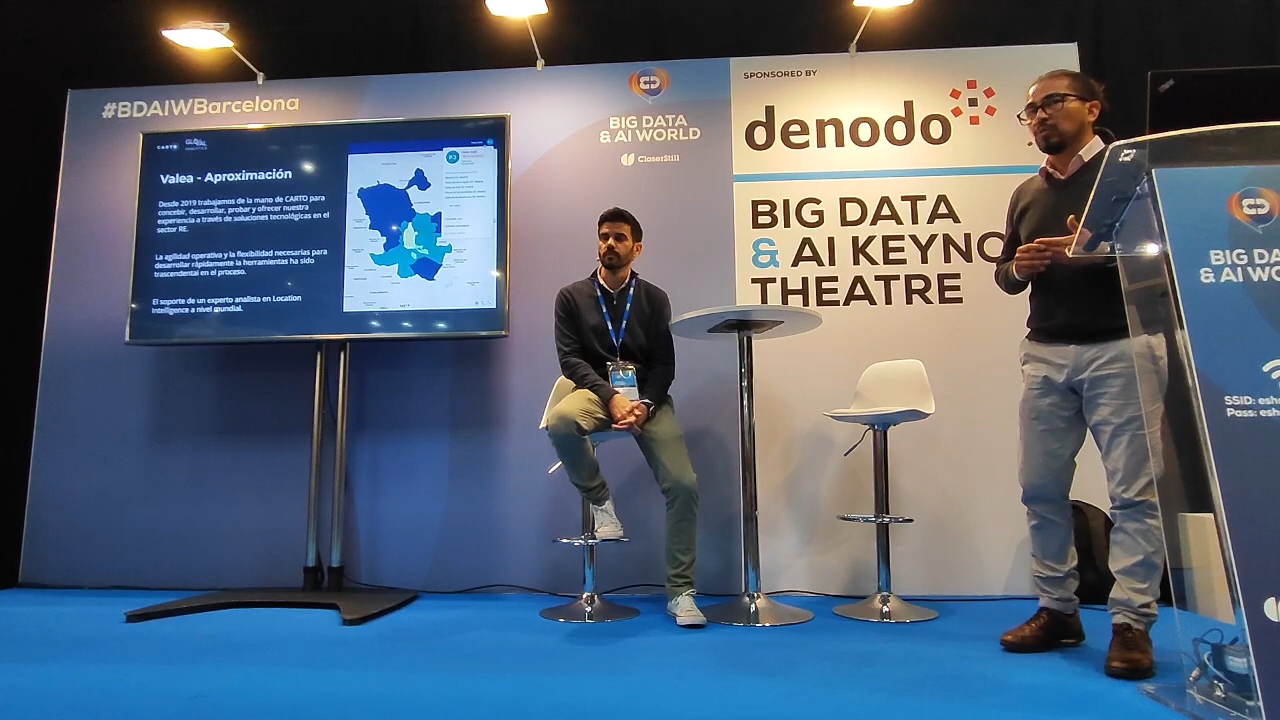 #BDAIWBarcelona
CARTO
Valea - Aproximación
Desde 2019 trabajamos de la mano de CARTO para
concebir, desarrollar, probar y ofrecer nuestra
experiencia a través de soluciones tecnológicas en el
sector RE.
La agilidad operativa y la flexibilidad necesarias para
desarrollar rápidamente la herramientas ha sido
trascendental en el proceso.
El soporte de un experto analista en Location
Intelligence a nivel mundial.
BIG DATA
& AI WORLD
CloserStill
SPONSORED BY
denodo
BIG DATA
& AI KEYNO
THEATRE
BIG DA
& AI WO
SSID: esh
Pass: esh